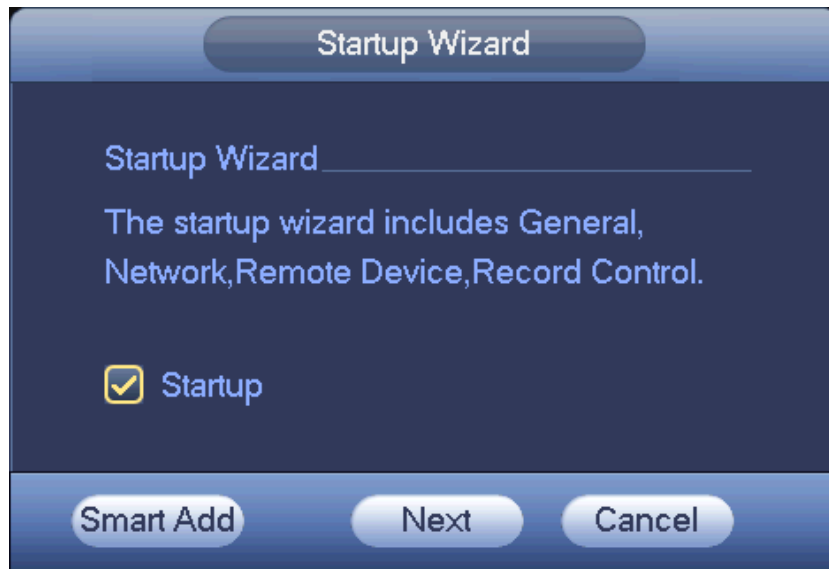 Startup Wizard
Startup Wizard
The startup wizard includes General,
Network,Remote Device,Record Control.
Startup
Smart Add Next Cancel